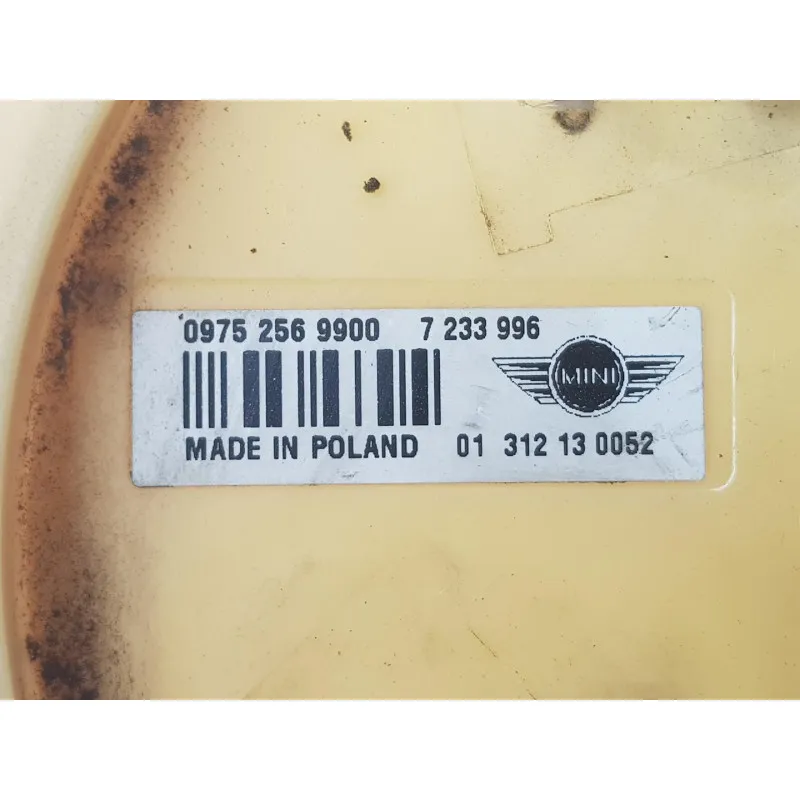 0975 256 9900 7 233 996
MINI
MADE IN POLAND 01 312 13 0052